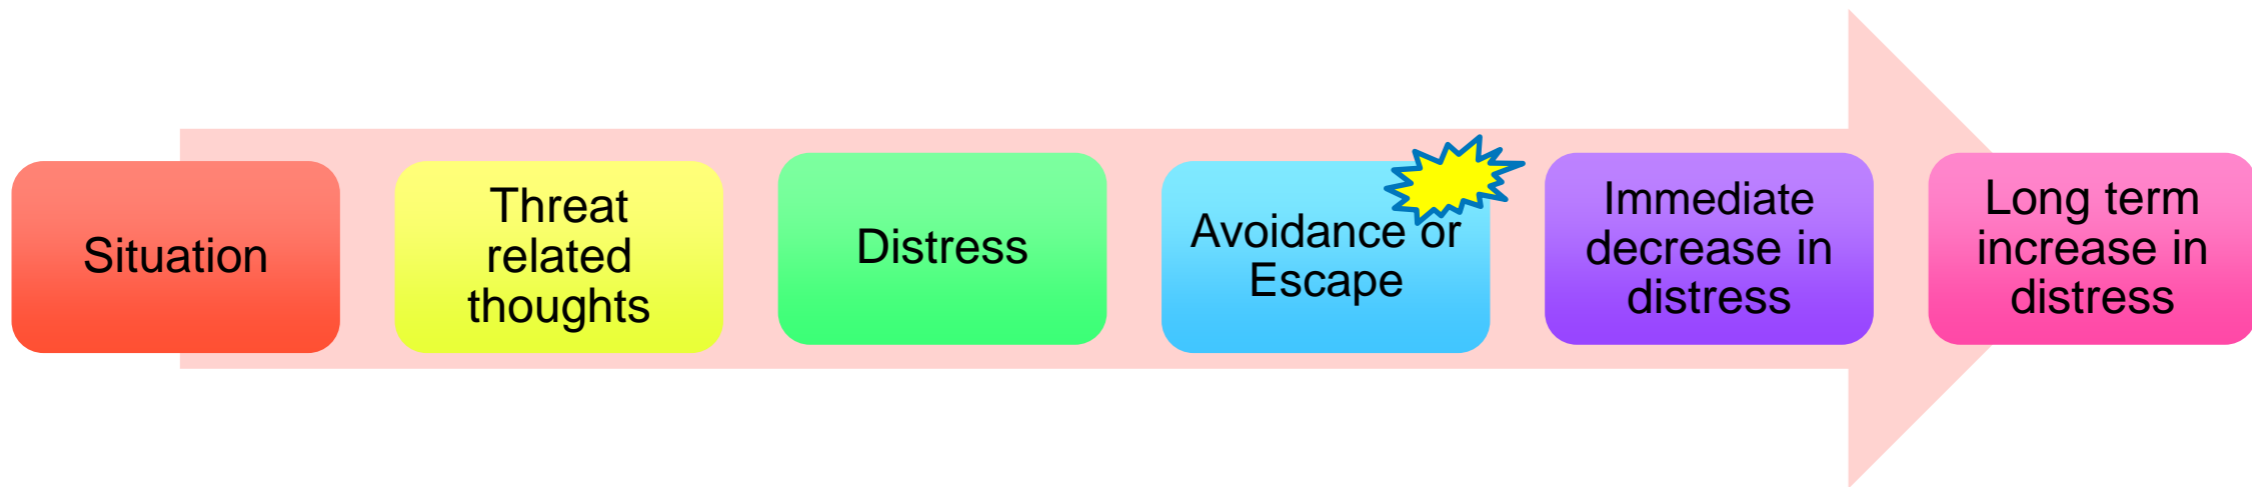 Situation
Threat
related
thoughts
Distress
Avoidance or
Escape
Immediate
decrease in
distress
Long term
increase in
distress